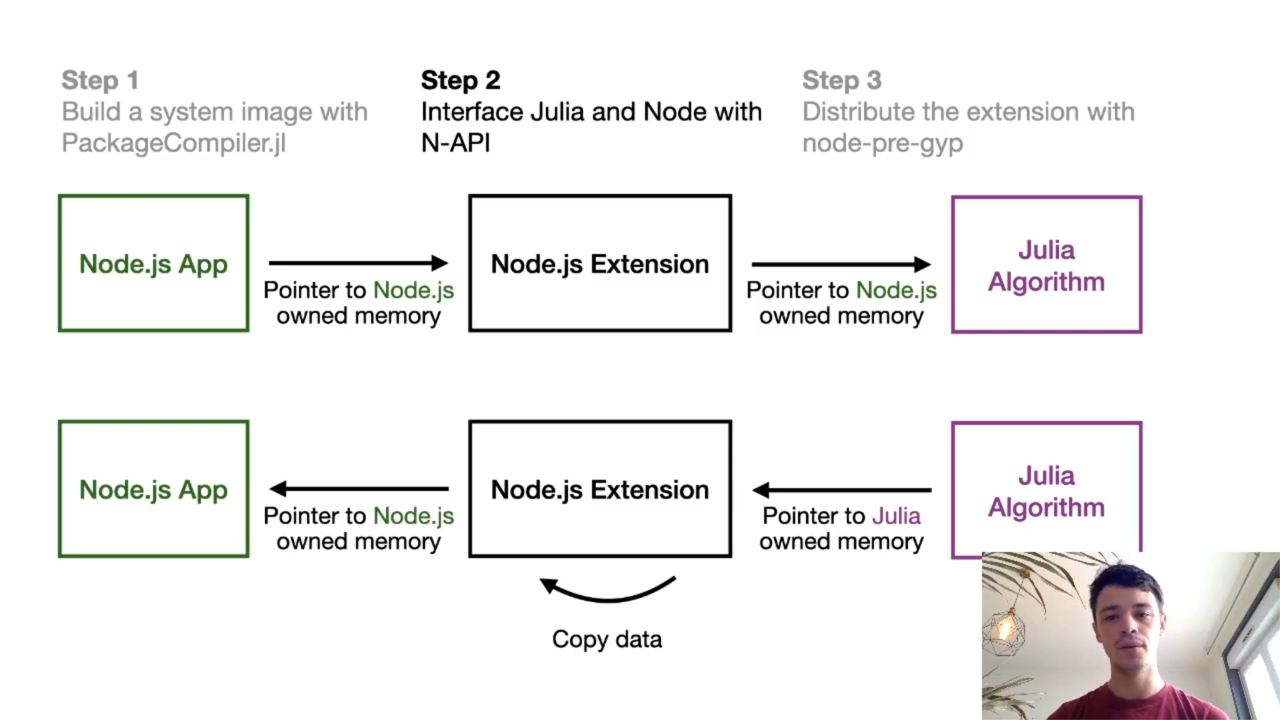 Step 1
Build a system image with
PackageCompiler.jl
Step 2
Interface Julia and Node with
N-API
Step 3
Distribute the extension with
node-pre-gyp
Node.js App
Pointer to Node.js
owned memory
Node.js Extension
Pointer to Node.js
owned memory
Julia
Algorithm
Node.js App
Pointer to Node.js
owned memory
Node.js Extension
Pointer to Julia
owned memory
Julia
Algorithm
Copy data